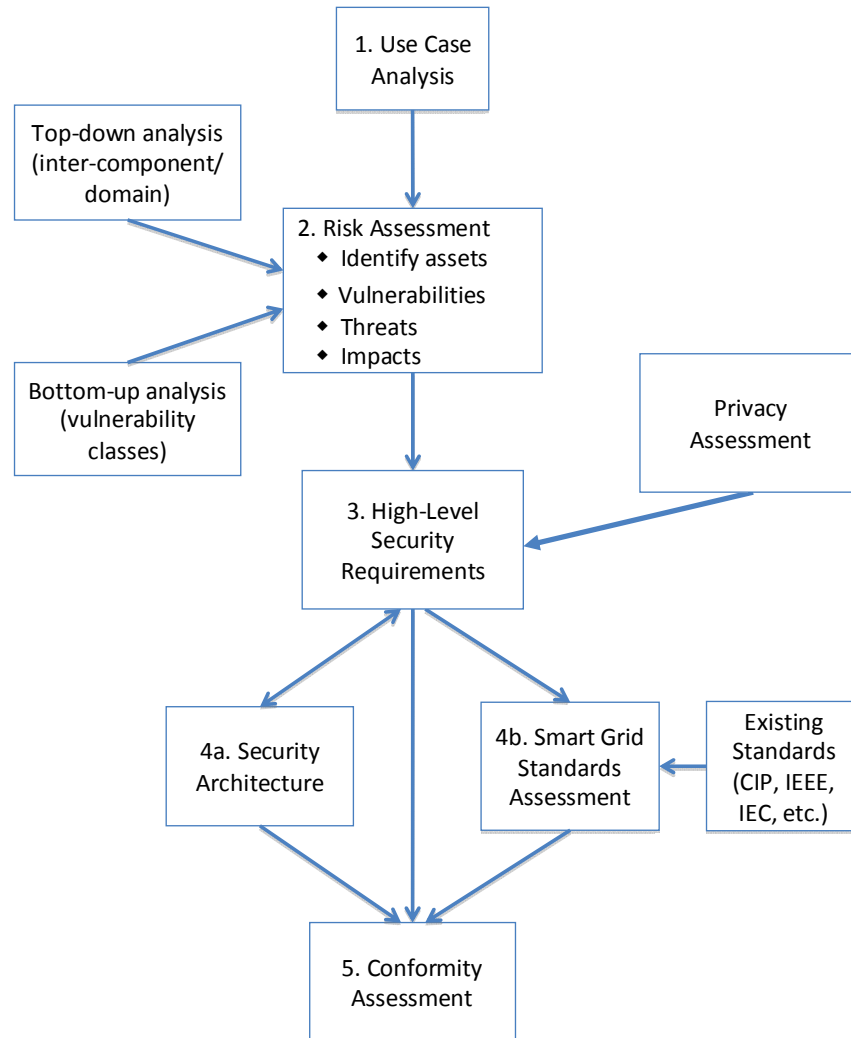 1. Use Case
Analysis
Top-down analysis
(inter-component/
domain)
2. Risk Assessment
◆ Identify assets
◆ Vulnerabilities
◆ Threats
◆ Impacts
Bottom-up analysis
(vulnerability
classes)
Privacy
Assessment
3. High-Level
Security
Requirements
4a. Security
Architecture
4b. Smart Grid
Standards
Assessment
Existing
Standards
(CIP, IEEE,
IEC, etc.)
5. Conformity
Assessment